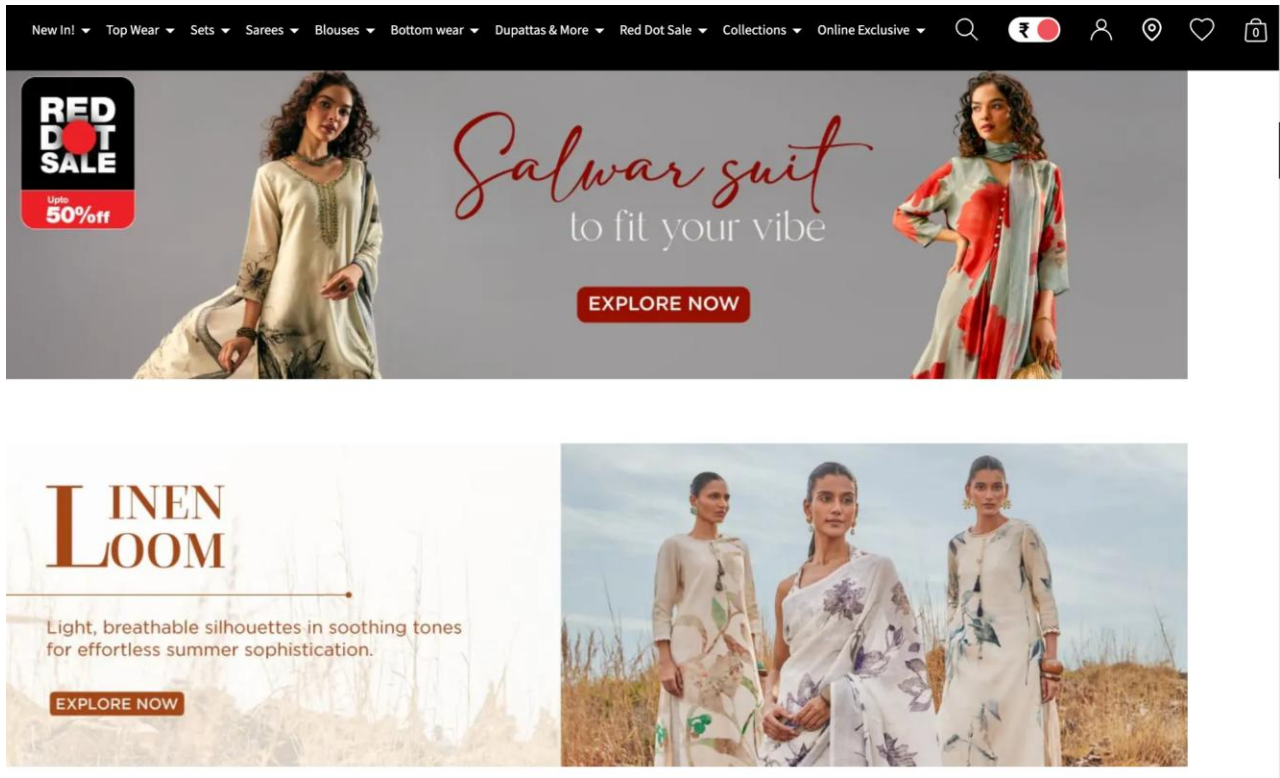 New In! Top Wear Sets Sarees Blouses Bottom wear Dupattas & More Red Dot Sale Collections Online Exclusive ₹ 0
RED
DOT
SALE
Upto
50%off
Salwar suit
to fit your vibe
EXPLORE NOW
LINEN
LOOM
Light, breathable silhouettes in soothing tones
for effortless summer sophistication.
EXPLORE NOW